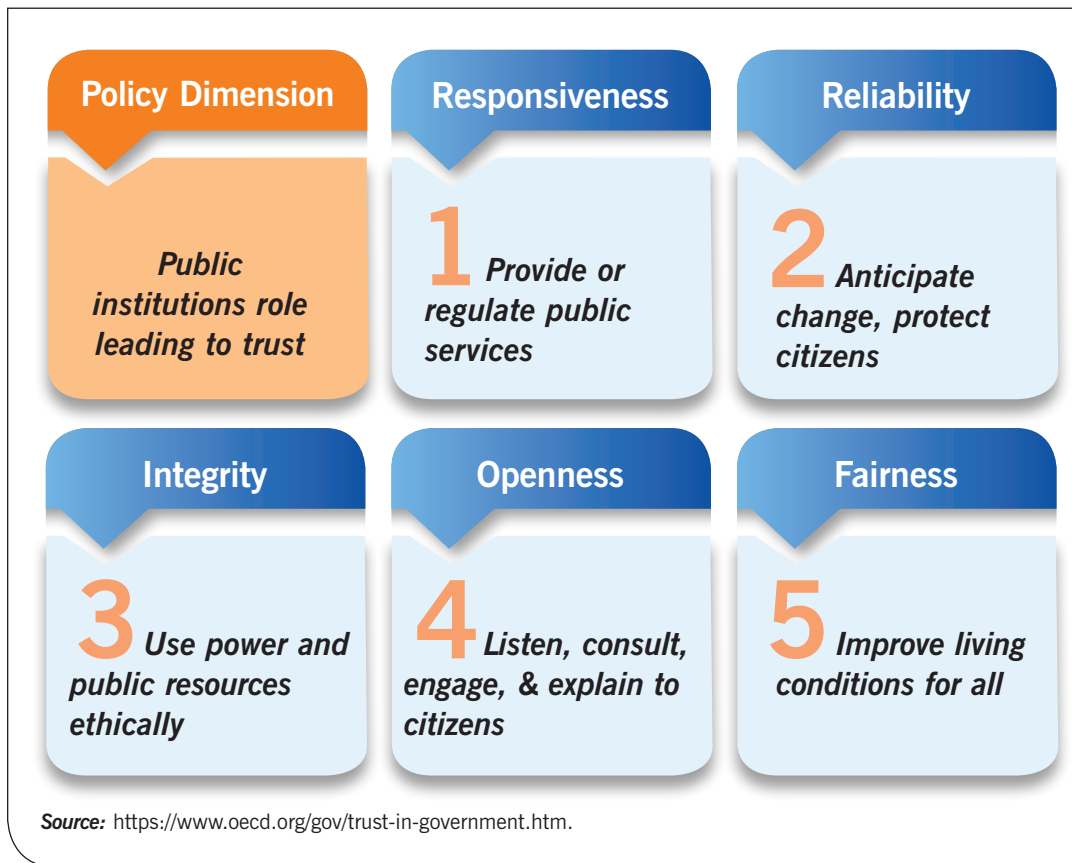 Policy Dimension
Public
institutions role
leading to trust
Responsiveness
1 Provide or
regulate public
services
Reliability
2 Anticipate
change, protect
citizens
Integrity
3 Use power and
public resources
ethically
Openness
4 Listen, consult,
engage, & explain to
citizens
Fairness
5 Improve living
conditions for all
Source: https://www.oecd.org/gov/trust-in-government.htm.